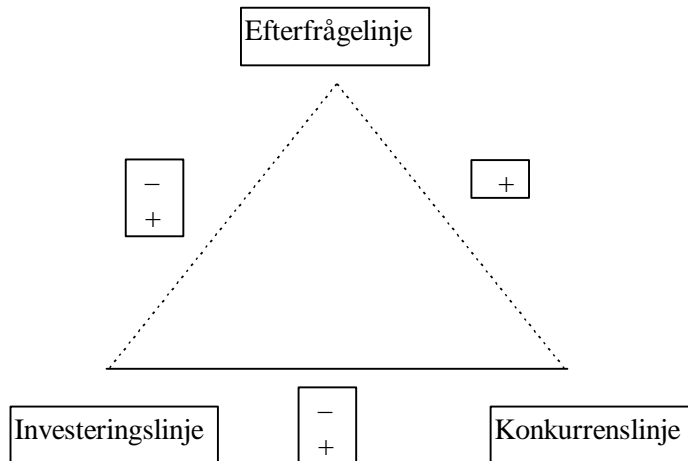 Efterfrågelinje
–
+
+
Investeringslinje
–
+
Konkurrenslinje